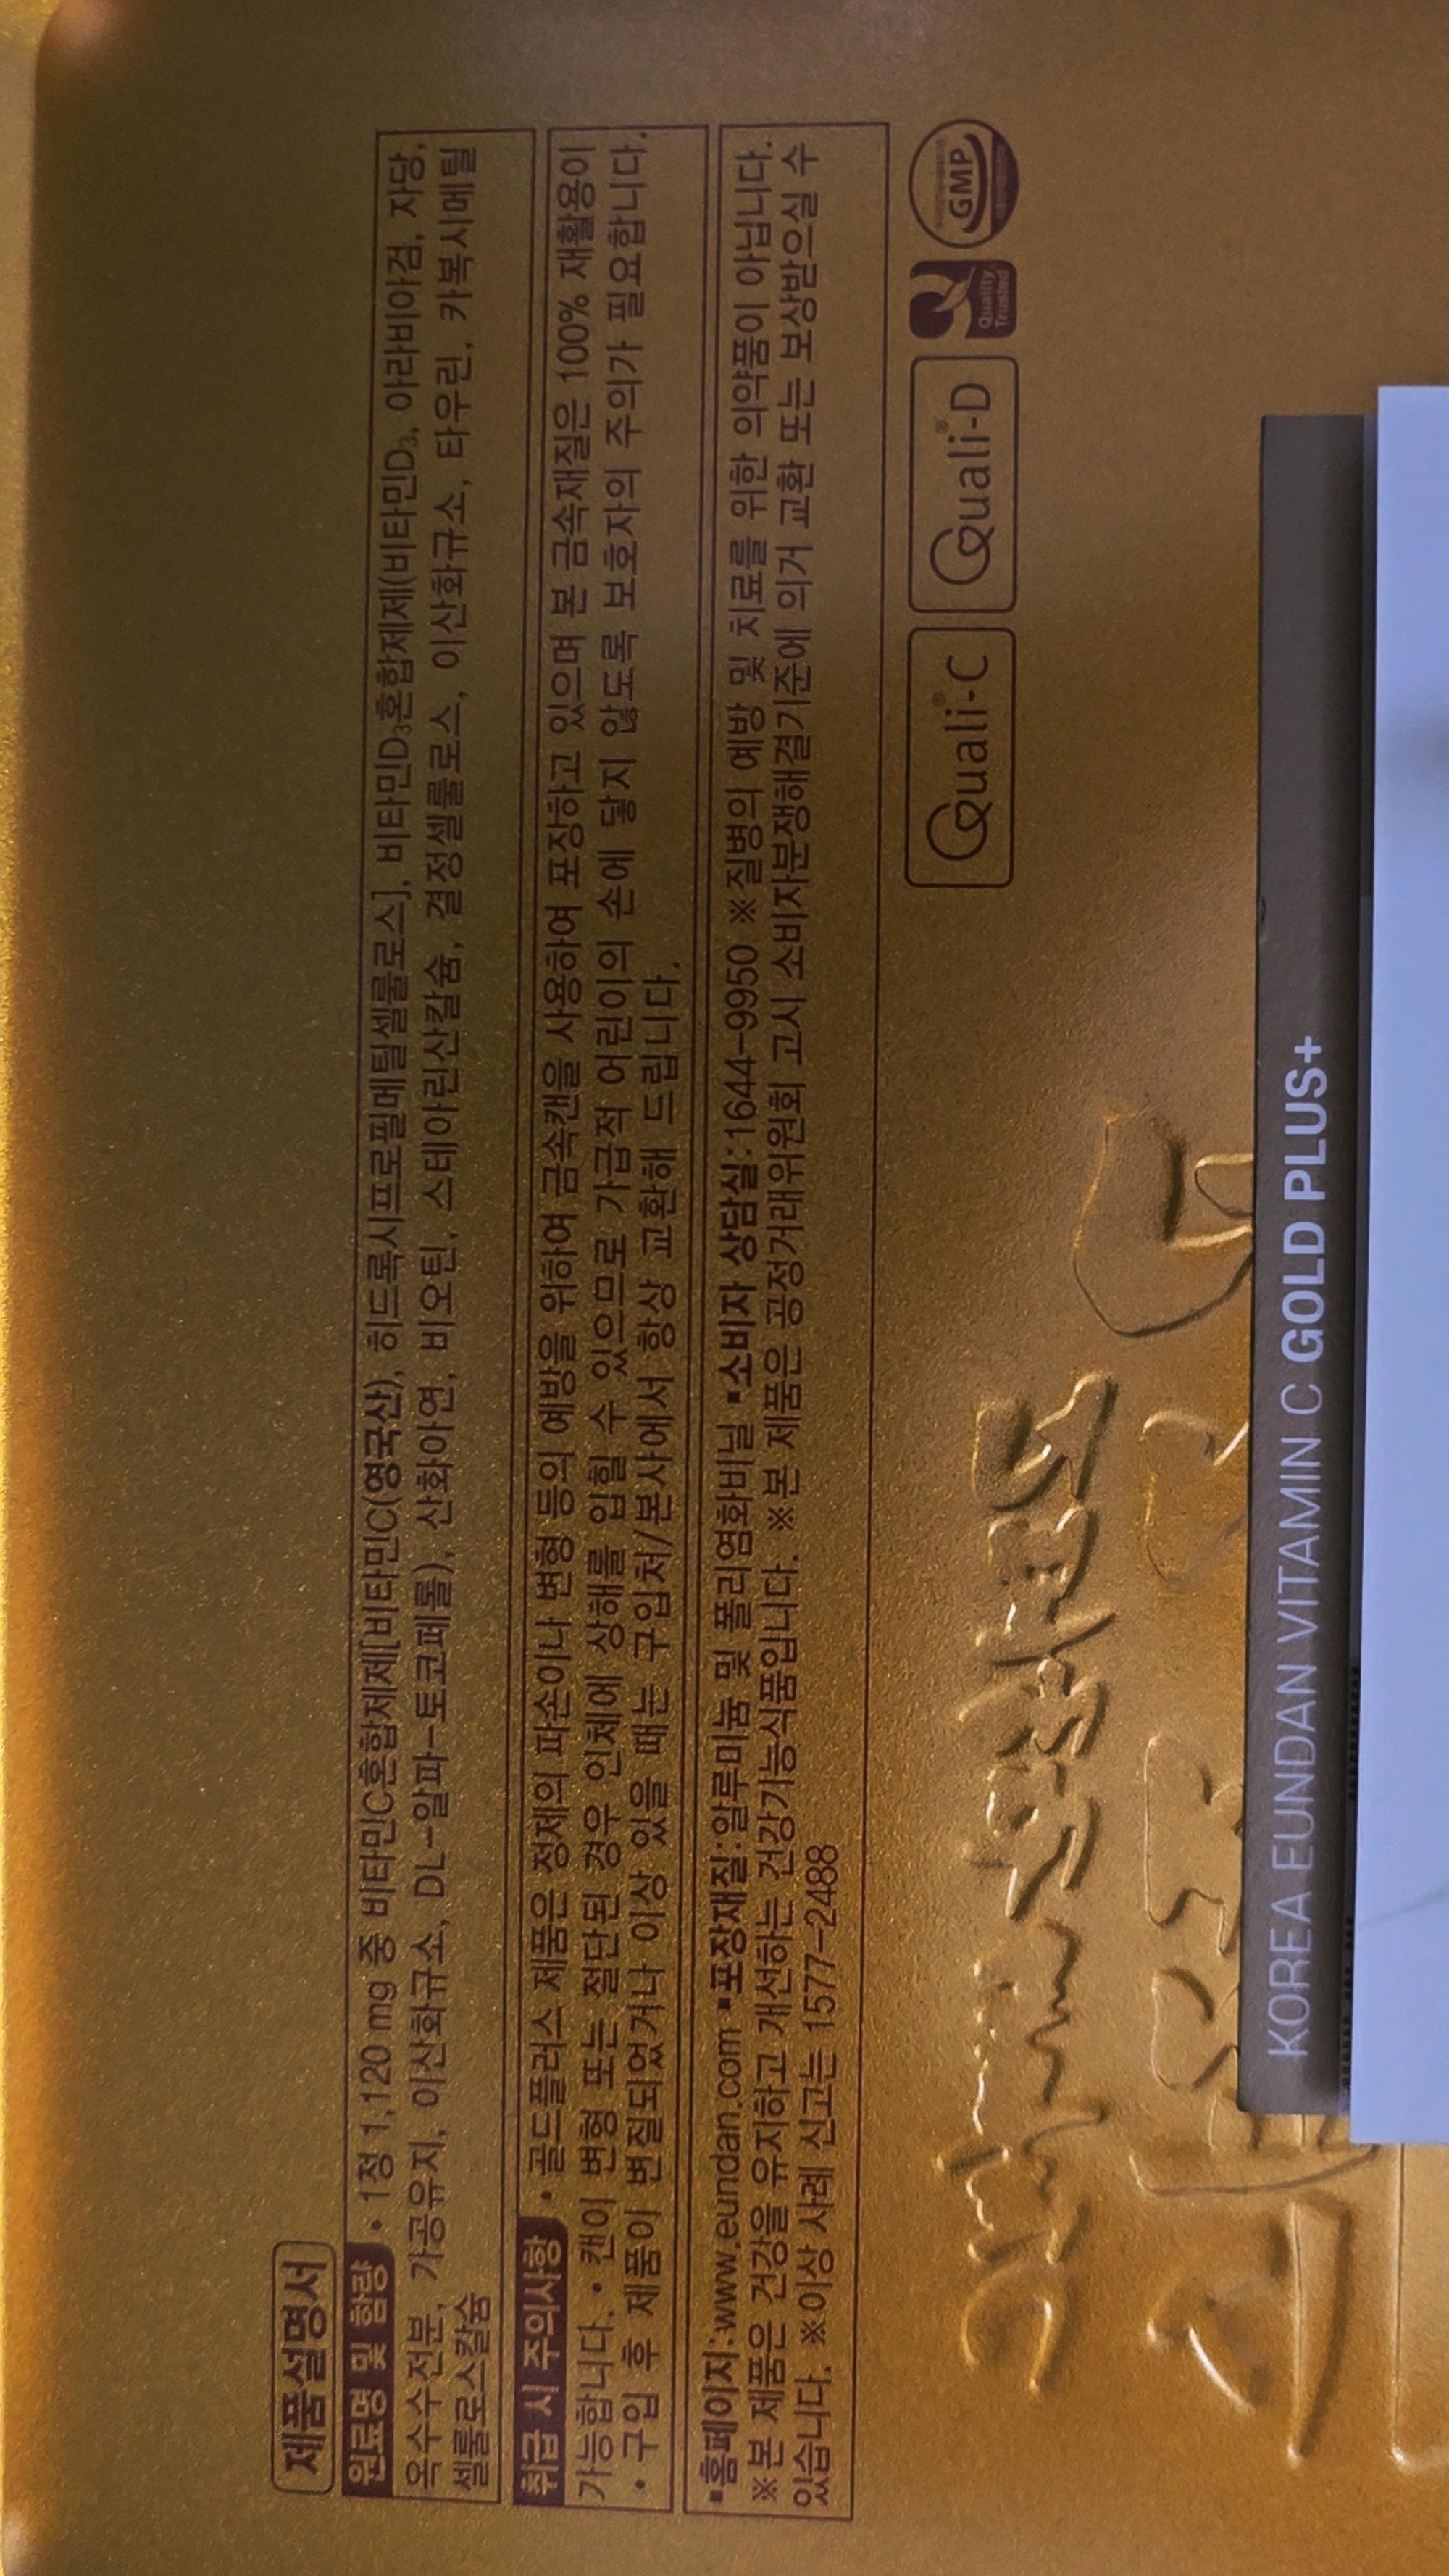 제품설명서
원료명 및 함량 • 1정 1,120 mg 중 비타민C혼합제제[비타민C(영국산), 히드록시프로필메틸셀룰로스], 비타민D₃혼합제제(비타민D₃, 아라비아검, 자당,
옥수수전분, 가공유지, 이산화규소, DL-알파-토코페롤), 산화아연, 비오틴, 스테아린산칼슘, 결정셀룰로스, 이산화규소, 타우린, 카복시메틸
셀룰로스칼슘
취급 시 주의사항 • 골드플러스 제품은 정제의 파손이나 변형 등의 예방을 위하여 금속캔을 사용하여 포장하고 있으며 본 금속재질은 100% 재활용이
가능합니다. • 캔이 변형 또는 절단된 경우 인체에 상해를 입힐 수 있으므로 가급적 어린이의 손에 닿지 않도록 보호자의 주의가 필요합니다.
• 구입 후 제품이 변질되었거나 이상 있을 때는 구입처/본사에서 항상 교환해 드립니다.
▪홈페이지:www.eundan.com ▪포장재질:알루미늄 및 폴리염화비닐 ▪소비자 상담실:1644-9950 ※질병의 예방 및 치료를 위한 의약품이 아닙니다.
※본 제품은 건강을 유지하고 개선하는 건강기능식품입니다. ※본 제품은 공정거래위원회 고시 소비자분쟁해결기준에 의거 교환 또는 보상받으실 수
있습니다. ※이상 사례 신고는 1577-2488
Quali®-C Quali®-D Quality Trusted GMP
KOREA EUNDAN VITAMIN C GOLD PLUS+